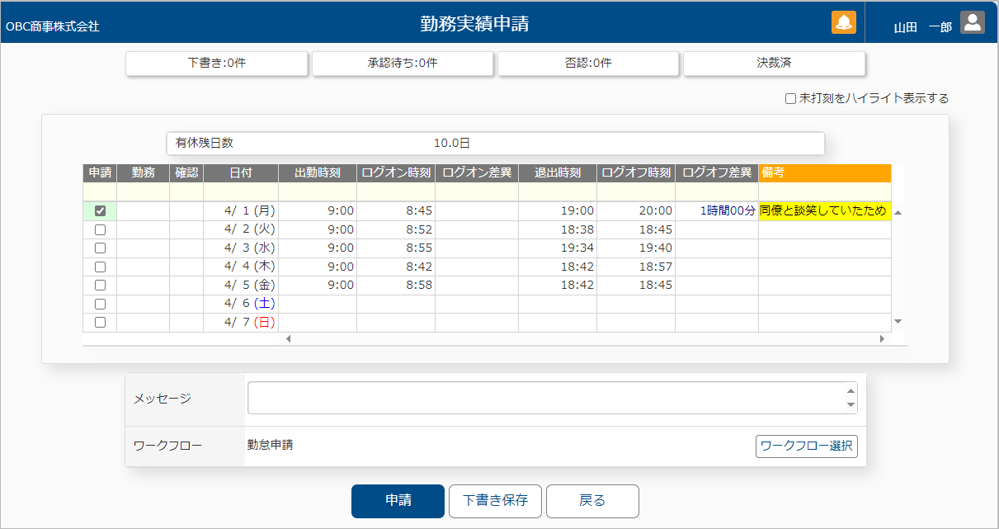 OBC商事株式会社 勤務実績申請 山田 一郎
下書き:0件 承認待ち:0件 否認:0件 決裁済
未打刻をハイライト表示する
有休残日数 10.0日
申請 勤務 確認 日付 出勤時刻 ログオン時刻 ログオン差異 退出時刻 ログオフ時刻 ログオフ差異 備考
4/ 1 (月) 9:00 8:45 19:00 20:00 1時間00分 同僚と談笑していたため
4/ 2 (火) 9:00 8:52 18:38 18:45
4/ 3 (水) 9:00 8:55 19:34 19:40
4/ 4 (木) 9:00 8:42 18:42 18:57
4/ 5 (金) 9:00 8:58 18:42 18:45
4/ 6 (土)
4/ 7 (日)
メッセージ
ワークフロー 勤怠申請 ワークフロー選択
申請 下書き保存 戻る